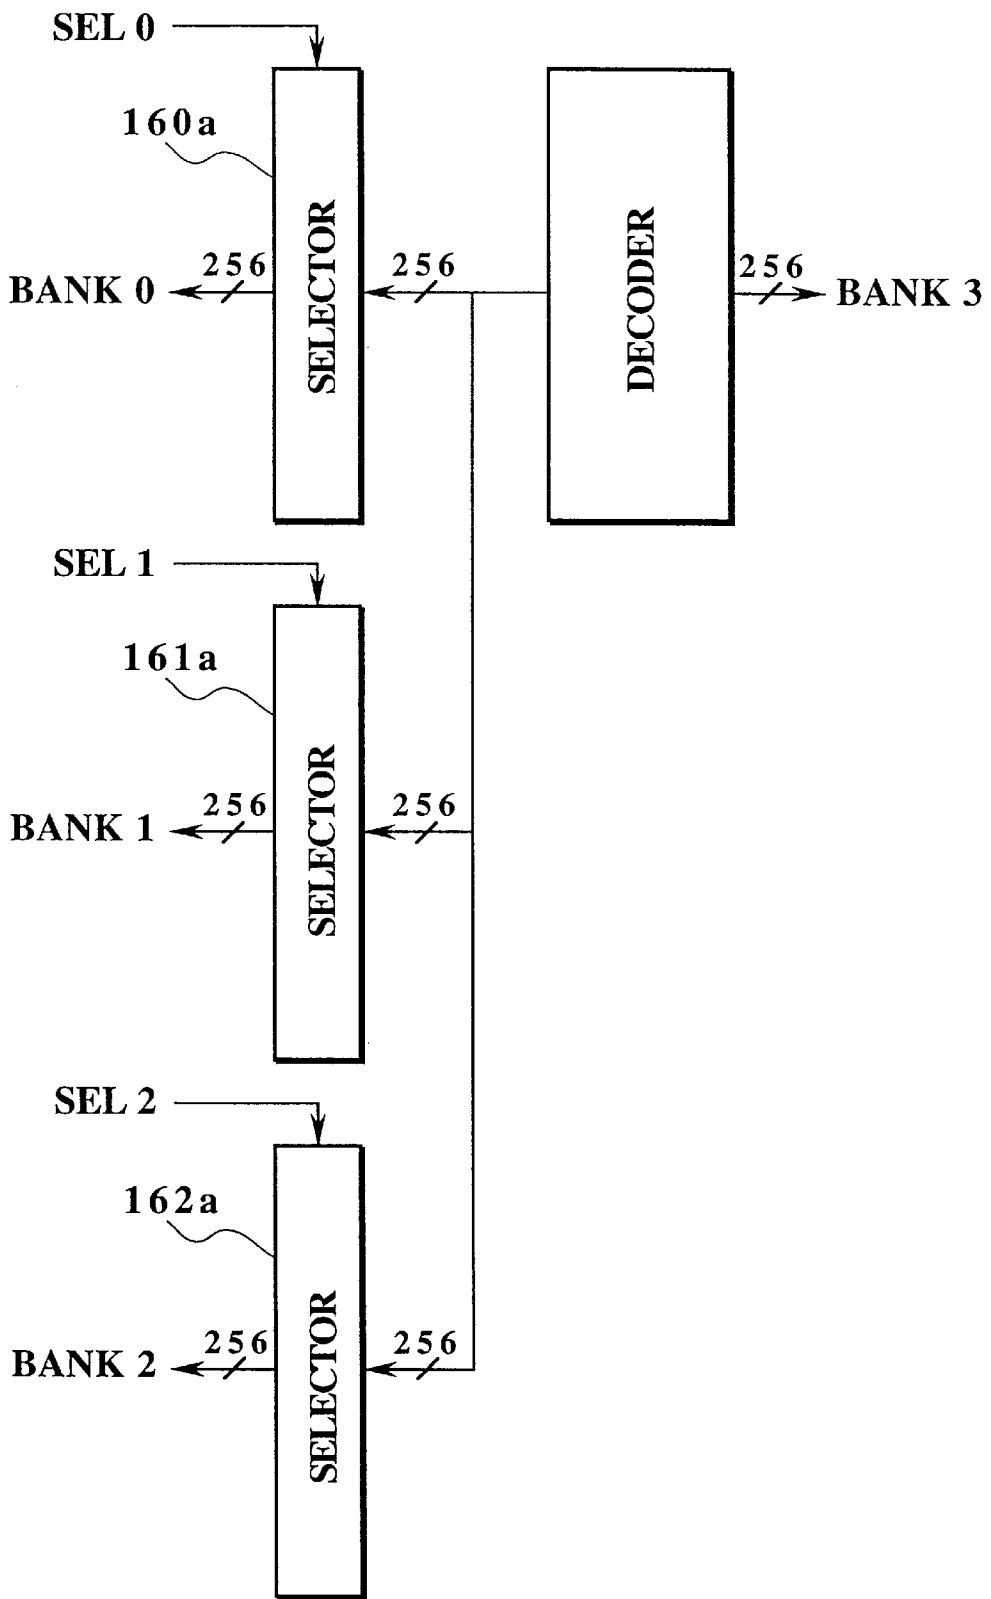 SEL 0
160a
SELECTOR
DECODER
256
256
256
BANK 0
BANK 3
SEL 1
161a
SELECTOR
256
256
BANK 1
SEL 2
162a
SELECTOR
256
256
BANK 2